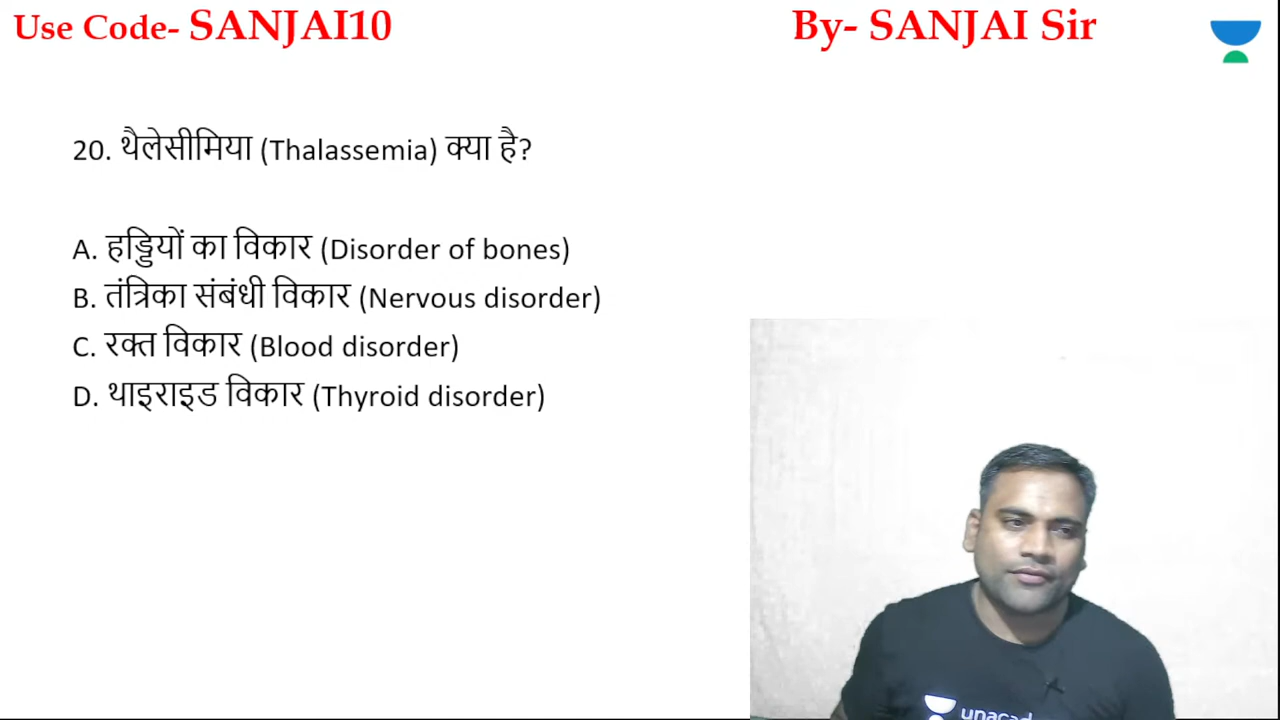 Use Code- SANJAI10
By- SANJAI Sir
20. थैलेसीमिया (Thalassemia) क्या है?
A. हड्डियों का विकार (Disorder of bones)
B. तंत्रिका संबंधी विकार (Nervous disorder)
C. रक्त विकार (Blood disorder)
D. थाइराइड विकार (Thyroid disorder)